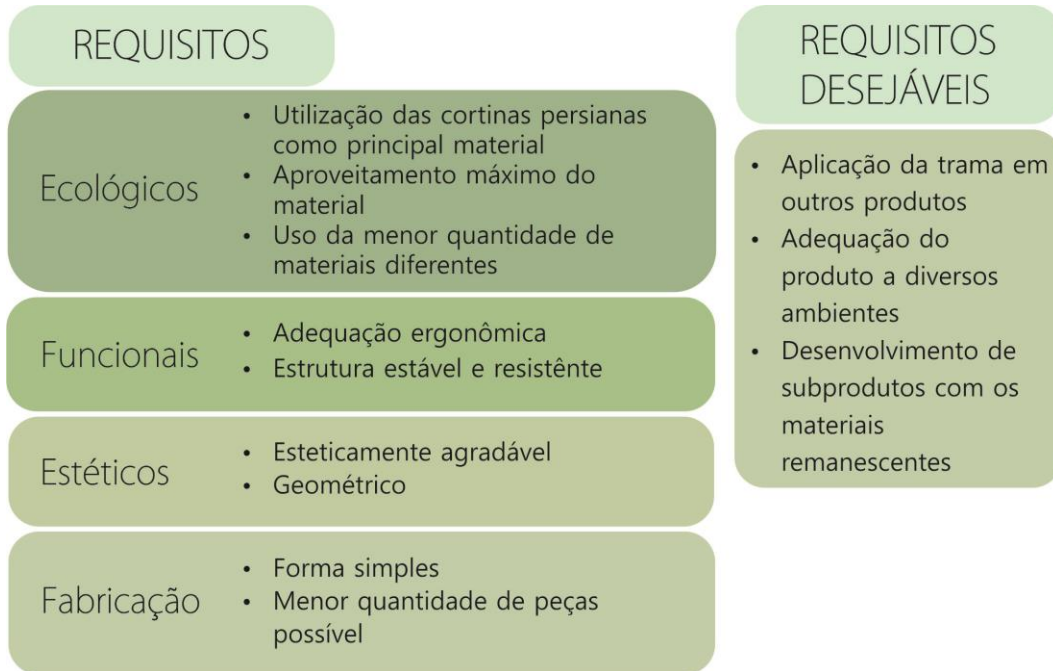 REQUISITOS
Ecológicos
• Utilização das cortinas persianas
como principal material
• Aproveitamento máximo do
material
• Uso da menor quantidade de
materiais diferentes
Funcionais
• Adequação ergonômica
• Estrutura estável e resistênte
Estéticos
• Esteticamente agradável
• Geométrico
Fabricação
• Forma simples
• Menor quantidade de peças
possível
REQUISITOS
DESEJÁVEIS
• Aplicação da trama em
outros produtos
• Adequação do
produto a diversos
ambientes
• Desenvolvimento de
subprodutos com os
materiais
remanescentes